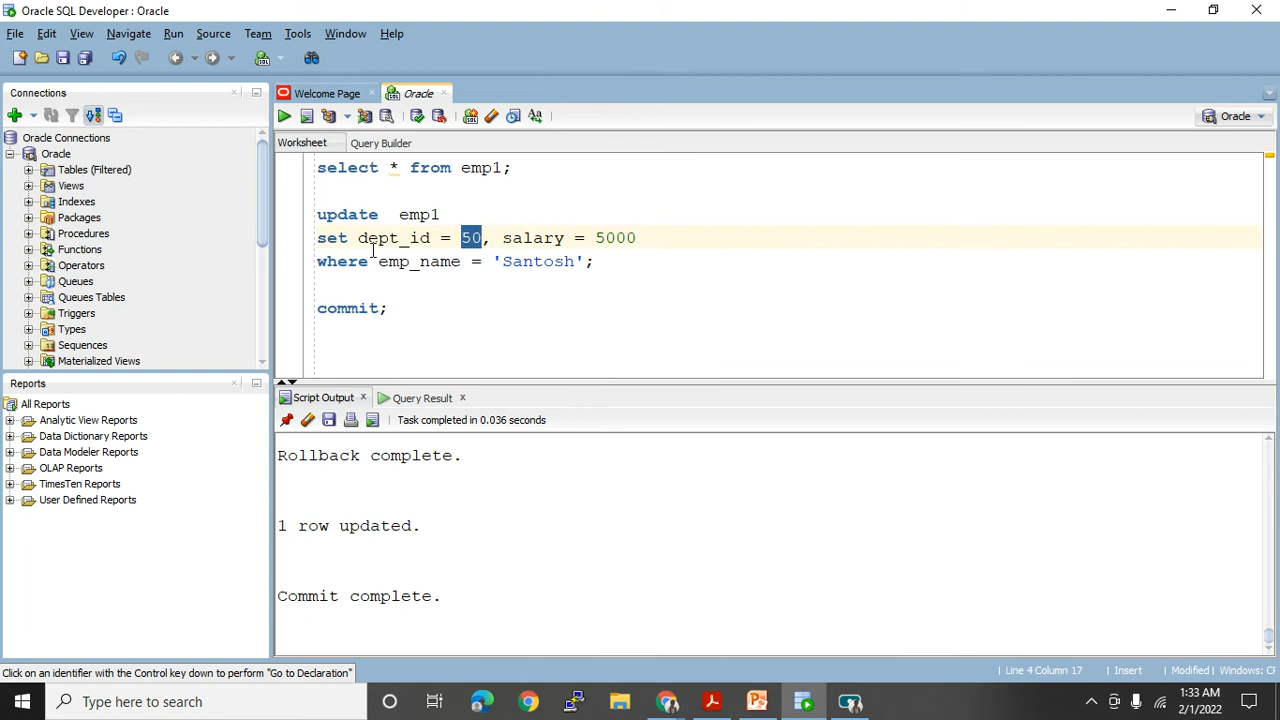 Oracle SQL Developer : Oracle
File Edit View Navigate Run Source Team Tools Window Help
Connections
Welcome Page
Oracle
Oracle
Worksheet Query Builder
Oracle Connections
Oracle
Tables (Filtered)
Views
Indexes
Packages
Procedures
Functions
Operators
Queues
Queues Tables
Triggers
Types
Sequences
Materialized Views
select * from emp1;
update  emp1
set dept_id = 50, salary = 5000
where emp_name = 'Santosh';
commit;
Reports
All Reports
Analytic View Reports
Data Dictionary Reports
Data Modeler Reports
OLAP Reports
TimesTen Reports
User Defined Reports
Script Output Query Result
Task completed in 0.036 seconds
Rollback complete.
1 row updated.
Commit complete.
Click on an identifier with the Control key down to perform "Go to Declaration"
Line 4 Column 17 Insert Modified Windows: CF
Type here to search
1:33 AM
2/1/2022